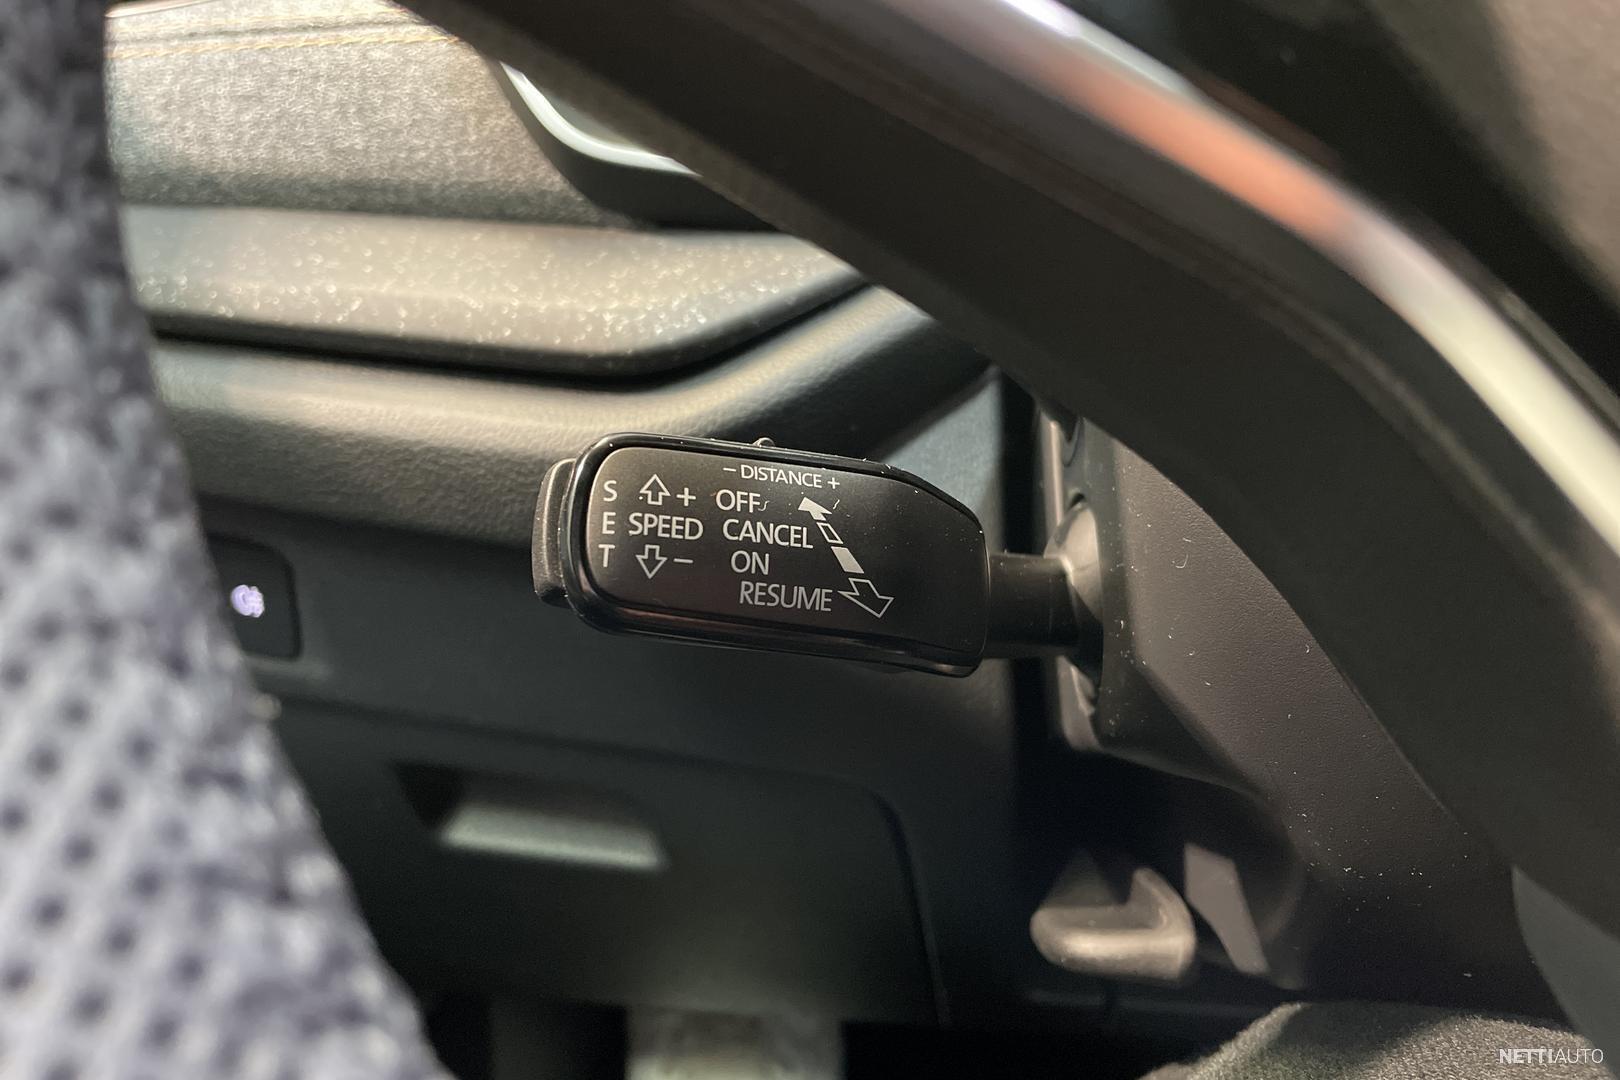 − DISTANCE +
S + OFF
E SPEED CANCEL
T − ON
RESUME
NETTIAUTO